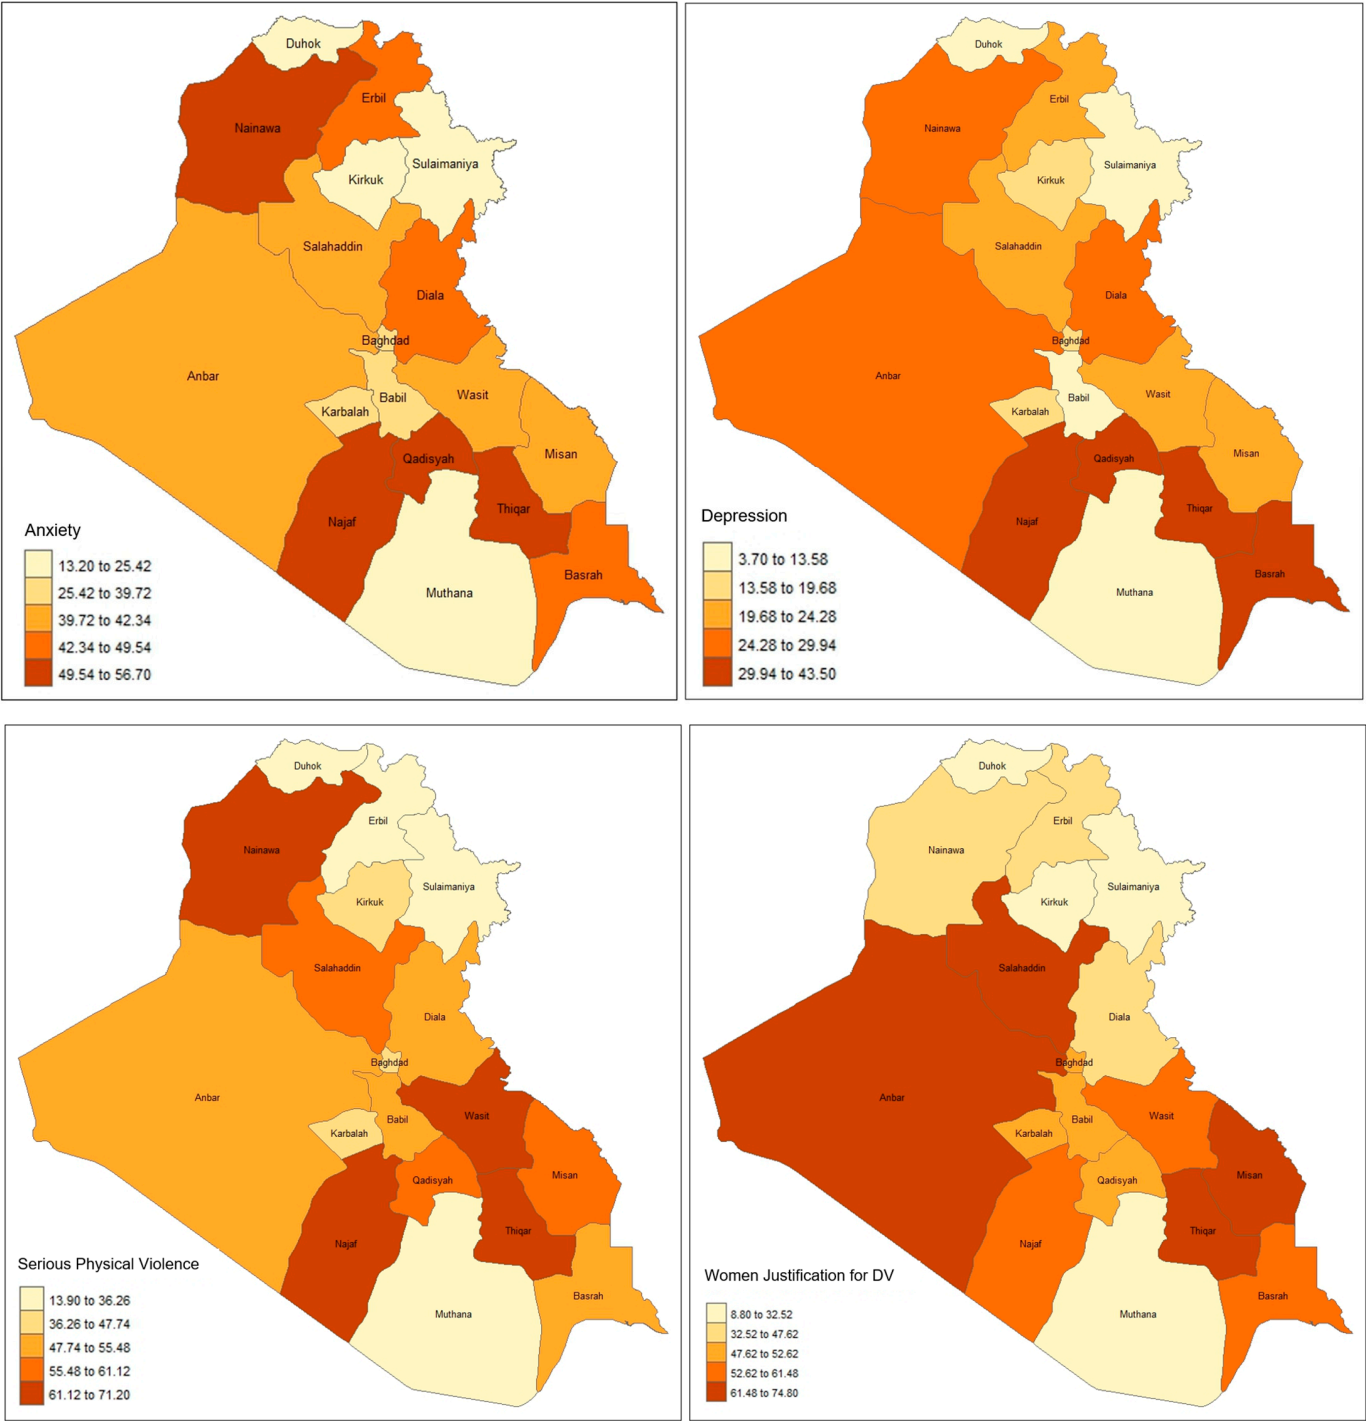 Duhok
Erbil
Nainawa
Sulaimaniya
Kirkuk
Salahaddin
Diala
Baghdad
Anbar
Wasit
Babil
Karbalah
Misan
Qadisyah
Thiqar
Najaf
Basrah
Muthana
Anxiety
13.20 to 25.42
25.42 to 39.72
39.72 to 42.34
42.34 to 49.54
49.54 to 56.70
Duhok
Erbil
Nainawa
Sulaimaniya
Kirkuk
Salahaddin
Diala
Baghdad
Anbar
Wasit
Babil
Karbalah
Misan
Qadisyah
Thiqar
Najaf
Basrah
Muthana
Depression
3.70 to 13.58
13.58 to 19.68
19.68 to 24.28
24.28 to 29.94
29.94 to 43.50
Duhok
Erbil
Nainawa
Sulaimaniya
Kirkuk
Salahaddin
Diala
Baghdad
Anbar
Wasit
Babil
Karbalah
Misan
Qadisyah
Thiqar
Najaf
Basrah
Muthana
Serious Physical Violence
13.90 to 36.26
36.26 to 47.74
47.74 to 55.48
55.48 to 61.12
61.12 to 71.20
Duhok
Erbil
Nainawa
Sulaimaniya
Kirkuk
Salahaddin
Diala
Baghdad
Anbar
Wasit
Babil
Karbalah
Misan
Qadisyah
Thiqar
Najaf
Basrah
Muthana
Women Justification for DV
8.80 to 32.52
32.52 to 47.62
47.62 to 52.62
52.62 to 61.48
61.48 to 74.80